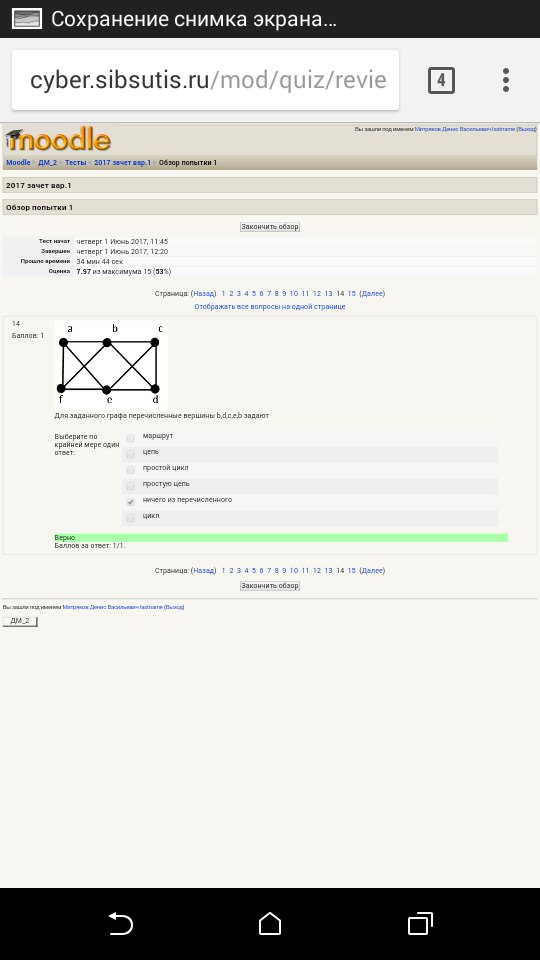 Сохранение снимка экрана...
cyber.sibsutis.ru/mod/quiz/revie
4
moodle
Вы зашли под именем Митряков Денис Васильевич lastname (Выход)
Moodle ► ДМ_2 ► Тесты ► 2017 зачет вар.1 ► Обзор попытки 1
2017 зачет вар.1
Обзор попытки 1
Закончить обзор
Тест начат четверг 1 Июнь 2017, 11:45
Завершен четверг 1 Июнь 2017, 12:20
Прошло времени 34 мин 44 сек
Оценка 7.97 из максимума 15 (53%)
Страница: (Назад) 1 2 3 4 5 6 7 8 9 10 11 12 13 14 15 (Далее)
Отображать все вопросы на одной странице
14
Баллов: 1
a b c
f e d
Для заданного графа перечисленные вершины b,d,c,e,b задают
Выберите по
крайней мере один
ответ:
маршрут
цепь
простой цикл
простую цепь
ничего из перечисленного
цикл
Верно
Баллов за ответ: 1/1.
Страница: (Назад) 1 2 3 4 5 6 7 8 9 10 11 12 13 14 15 (Далее)
Закончить обзор
Вы зашли под именем Митряков Денис Васильевич lastname (Выход)
ДМ_2